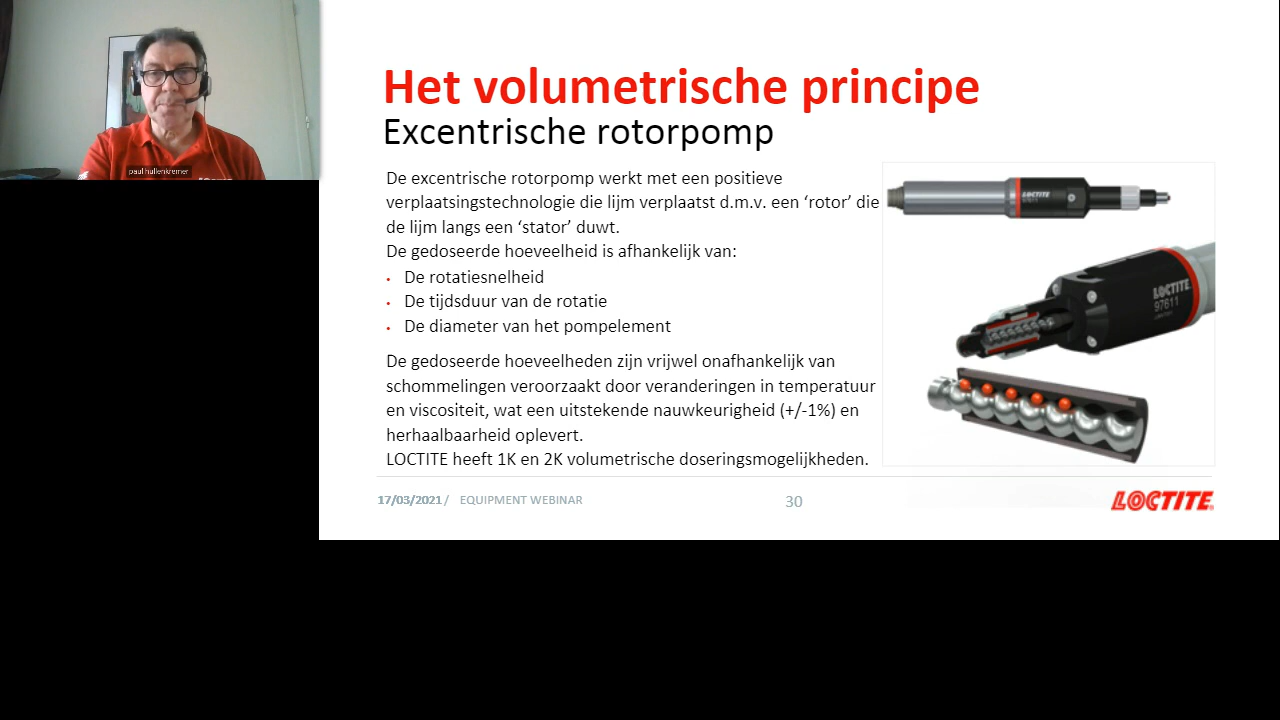 Het volumetrische principe
Excentrische rotorpomp
paul hullenkremer
De excentrische rotorpomp werkt met een positieve
verplaatsingstechnologie die lijm verplaatst d.m.v. een ‘rotor’ die
de lijm langs een ‘stator’ duwt.
De gedoseerde hoeveelheid is afhankelijk van:
• De rotatiesnelheid
• De tijdsduur van de rotatie
• De diameter van het pompelement
De gedoseerde hoeveelheden zijn vrijwel onafhankelijk van
schommelingen veroorzaakt door veranderingen in temperatuur
en viscositeit, wat een uitstekende nauwkeurigheid (+/-1%) en
herhaalbaarheid oplevert.
LOCTITE heeft 1K en 2K volumetrische doseringsmogelijkheden.
LOCTITE
97611
LOCTITE
97611
17/03/2021 / EQUIPMENT WEBINAR
30
LOCTITE